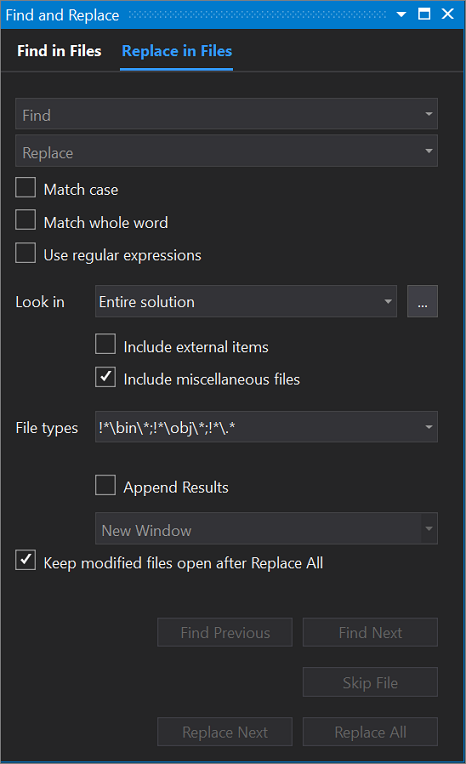 Find and Replace
Find in Files Replace in Files
Find
Replace
Match case
Match whole word
Use regular expressions
Look in Entire solution ...
Include external items
Include miscellaneous files
File types !*\bin\*;!*\obj\*;!*\.*
Append Results
New Window
Keep modified files open after Replace All
Find Previous Find Next
Skip File
Replace Next Replace All